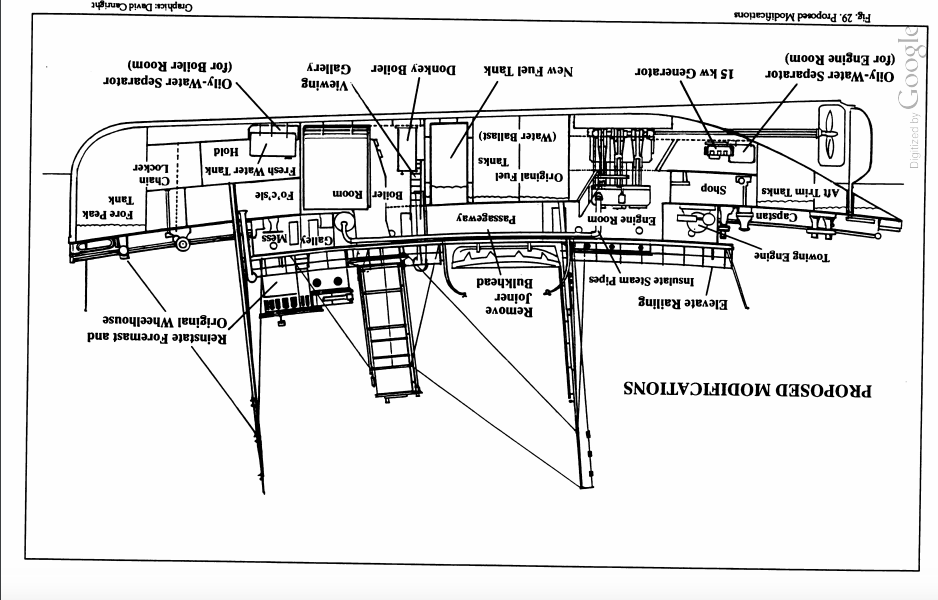 PROPOSED MODIFICATIONS
Reinstate Foremast and
Original Wheelhouse
Elevate Railing
Insulate Steam Pipes
Remove
Joiner
Bulkhead
Towing Engine
Capstan
Engine Room
Passageway
Galley
Mess
Aft Trim Tanks
Shop
Original Fuel
Tanks
(Water Ballast)
Boiler
Room
Fo'c'sle
Fresh Water Tank
Hold
Fore Peak
Tank
Chain
Locker
Oily-Water Separator
(for Engine Room)
15 kw Generator
New Fuel Tank
Donkey Boiler
Viewing
Gallery
Oily-Water Separator
(for Boiler Room)
Fig. 29. Proposed Modifications
Graphics: David Canright
Digitized by Google